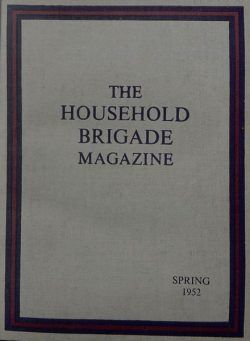 THE
HOUSEHOLD
BRIGADE
MAGAZINE
SPRING
1952